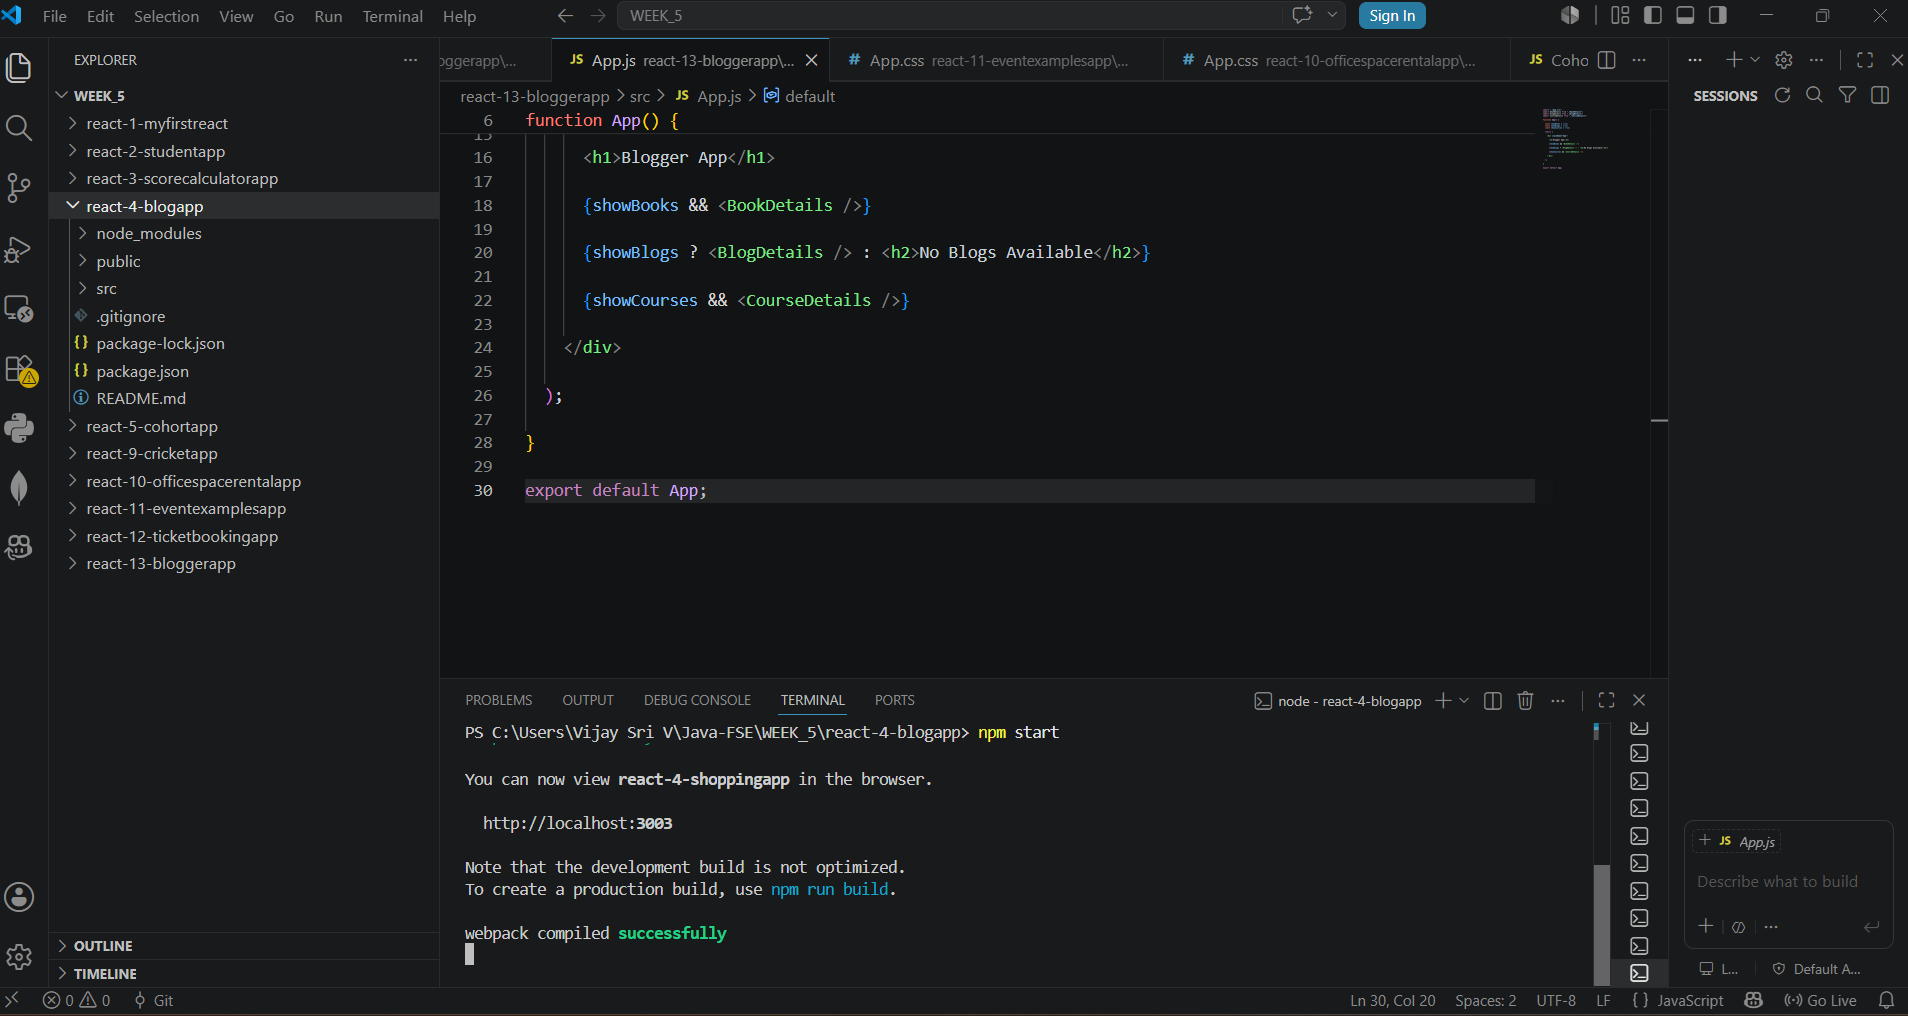 File Edit Selection View Go Run Terminal Help
WEEK_5
Sign In
EXPLORER
WEEK_5
react-1-myfirstreact
react-2-studentapp
react-3-scorecalculatorapp
react-4-blogapp
node_modules
public
src
.gitignore
package-lock.json
package.json
README.md
react-5-cohortapp
react-9-cricketapp
react-10-officespacerentalapp
react-11-eventexamplesapp
react-12-ticketbookingapp
react-13-bloggerapp
OUTLINE
TIMELINE
oggerapp\... JS App.js react-13-bloggerapp\... # App.css react-11-eventexamplesapp\... # App.css react-10-officespacerentalapp\... JS Coho
react-13-bloggerapp > src > JS App.js > default
6 function App() {
15
16 <h1>Blogger App</h1>
17
18 {showBooks && <BookDetails />}
19
20 {showBlogs ? <BlogDetails /> : <h2>No Blogs Available</h2>}
21
22 {showCourses && <CourseDetails />}
23
24 </div>
25
26 );
27
28 }
29
30 export default App;
PROBLEMS OUTPUT DEBUG CONSOLE TERMINAL PORTS
node - react-4-blogapp
PS C:\Users\Vijay Sri V\Java-FSE\WEEK_5\react-4-blogapp> npm start
You can now view react-4-shoppingapp in the browser.
http://localhost:3003
Note that the development build is not optimized.
To create a production build, use npm run build.
webpack compiled successfully
SESSIONS
JS App.js
Describe what to build
L... Default A...
0 0 Git
Ln 30, Col 20 Spaces: 2 UTF-8 LF {} JavaScript Go Live